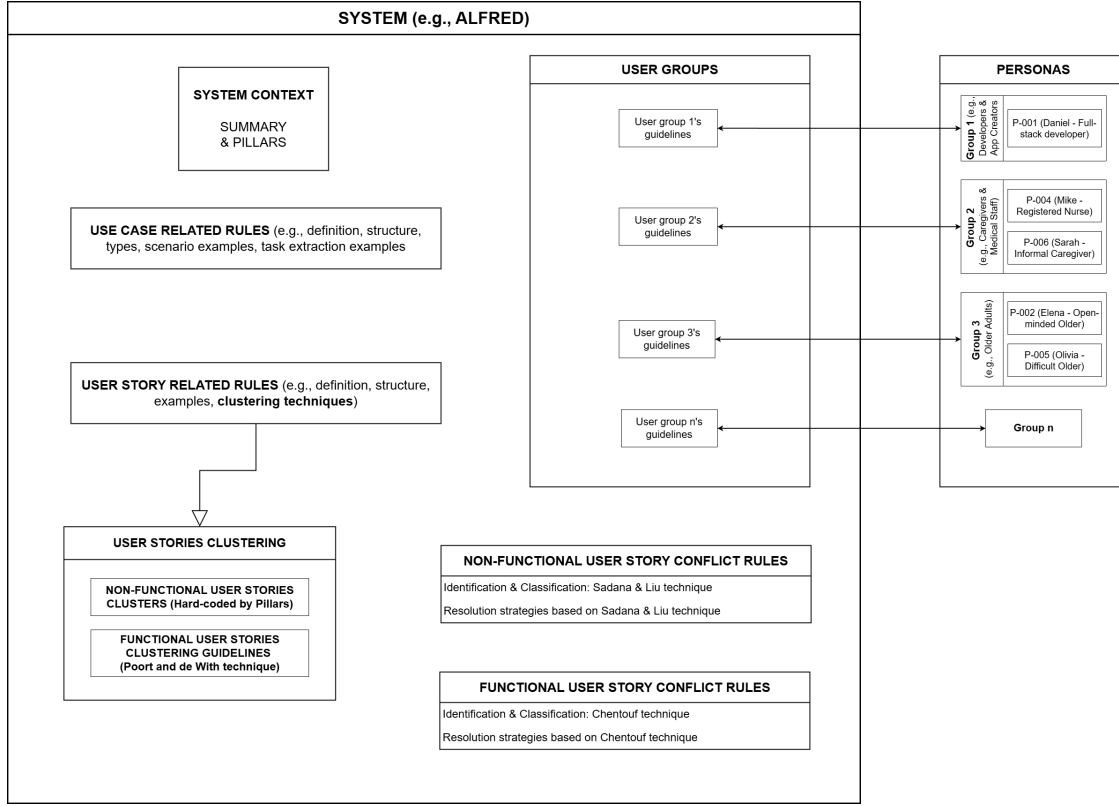 SYSTEM (e.g., ALFRED)
SYSTEM CONTEXT
SUMMARY
& PILLARS
USE CASE RELATED RULES (e.g., definition, structure,
types, scenario examples, task extraction examples
USER STORY RELATED RULES (e.g., definition, structure,
examples, clustering techniques)
USER STORIES CLUSTERING
NON-FUNCTIONAL USER STORIES
CLUSTERS (Hard-coded by Pillars)
FUNCTIONAL USER STORIES
CLUSTERING GUIDELINES
(Poort and de With technique)
USER GROUPS
User group 1's
guidelines
User group 2's
guidelines
User group 3's
guidelines
User group n's
guidelines
NON-FUNCTIONAL USER STORY CONFLICT RULES
Identification & Classification: Sadana & Liu technique
Resolution strategies based on Sadana & Liu technique
FUNCTIONAL USER STORY CONFLICT RULES
Identification & Classification: Chentouf technique
Resolution strategies based on Chentouf technique
PERSONAS
Group 1 (e.g.,
Developers &
App Creators
P-001 (Daniel - Full-
stack developer)
Group 2
(e.g., Caregivers &
Medical Staff)
P-004 (Mike -
Registered Nurse)
P-006 (Sarah -
Informal Caregiver)
Group 3
(e.g., Older Adults)
P-002 (Elena - Open-
minded Older)
P-005 (Olivia -
Difficult Older)
Group n